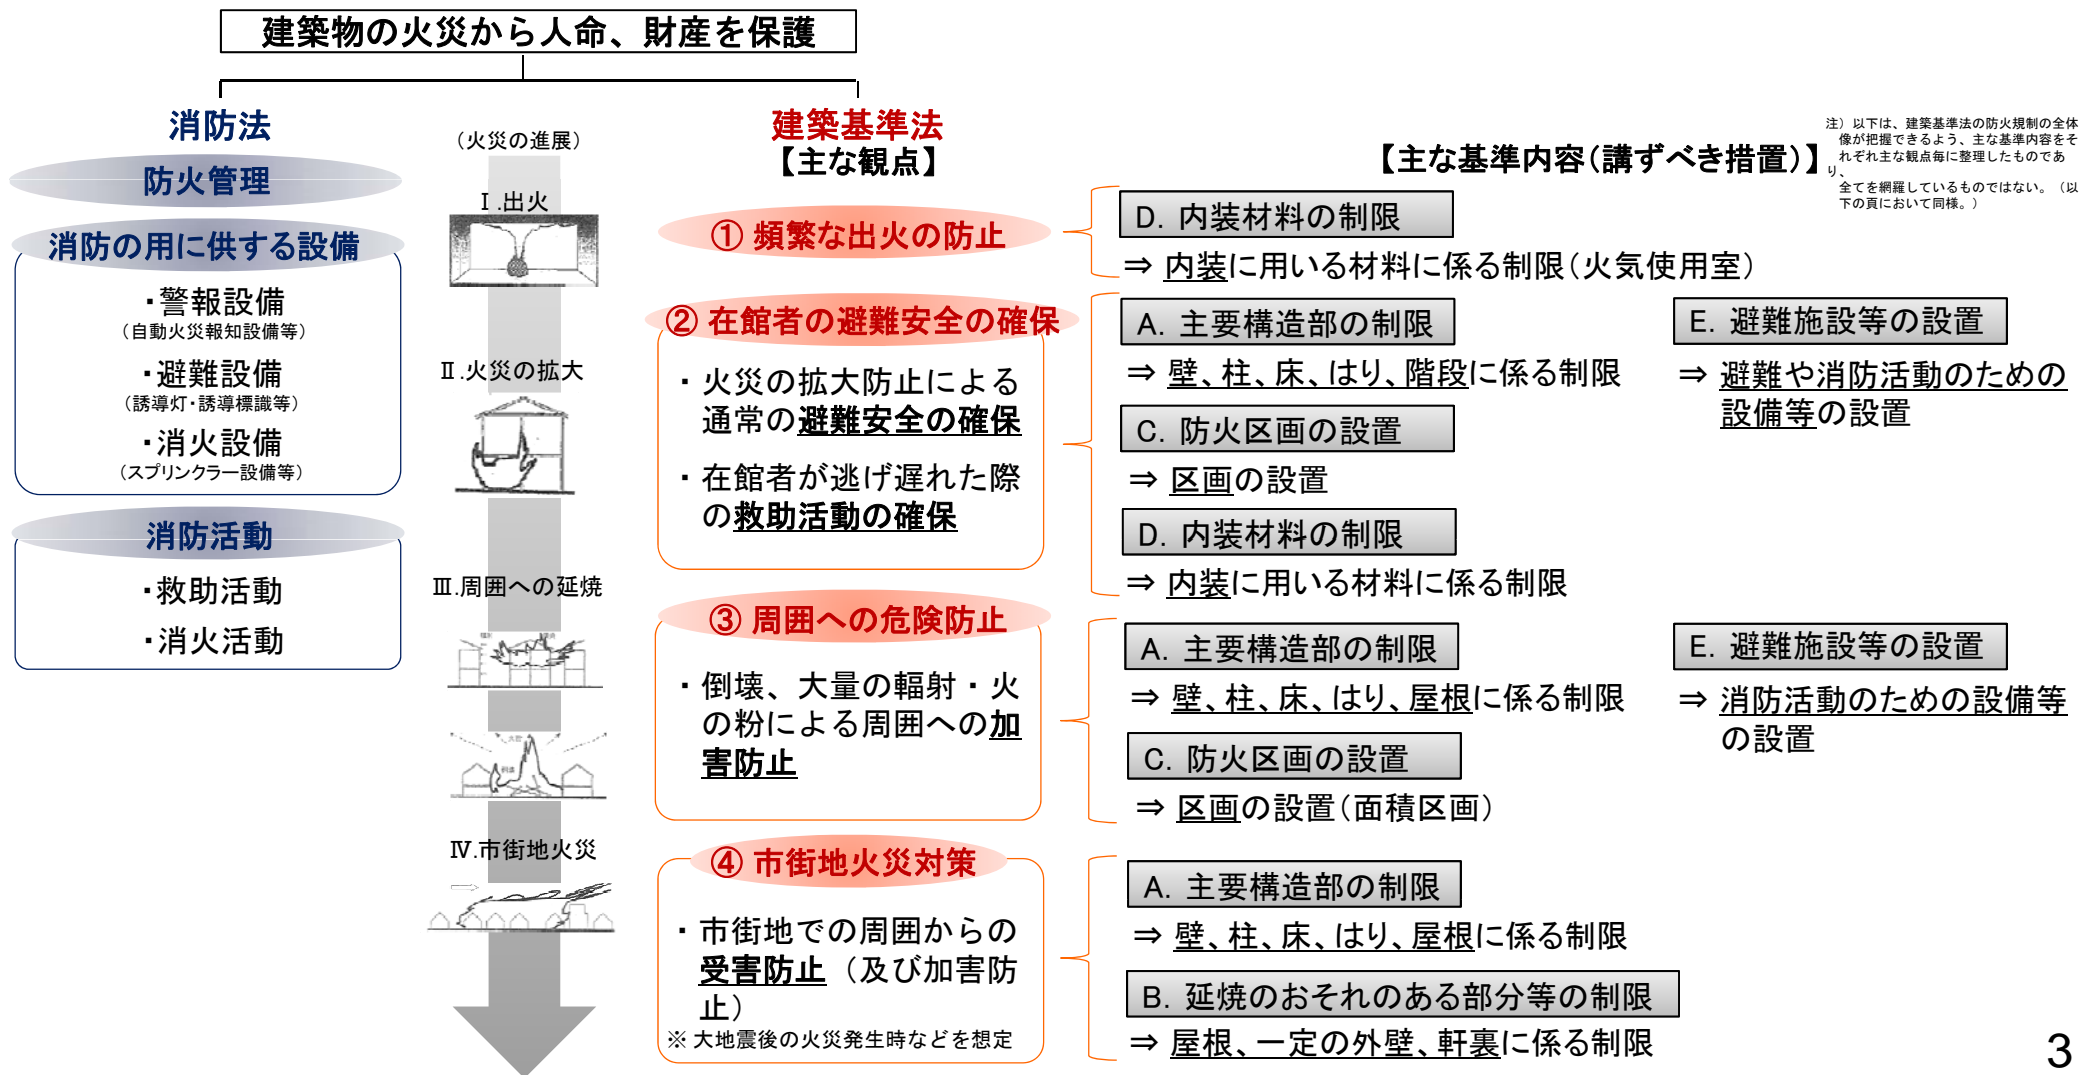 建築物の火災から人命、財産を保護
消防法
防火管理
消防の用に供する設備
・警報設備
（自動火災報知設備等）
・避難設備
（誘導灯・誘導標識等）
・消火設備
（スプリンクラー設備等）
消防活動
・救助活動
・消火活動
（火災の進展）
Ⅰ.出火
Ⅱ.火災の拡大
Ⅲ.周囲への延焼
Ⅳ.市街地火災
建築基準法
【主な観点】
① 頻繁な出火の防止
② 在館者の避難安全の確保
・火災の拡大防止による
通常の避難安全の確保
・在館者が逃げ遅れた際
の救助活動の確保
③ 周囲への危険防止
・倒壊、大量の輻射・火
の粉による周囲への加
害防止
④ 市街地火災対策
・市街地での周囲からの
受害防止（及び加害防
止）
※ 大地震後の火災発生時などを想定
【主な基準内容（講ずべき措置）】
注）以下は、建築基準法の防火規制の全体
像が把握できるよう、主な基準内容をそ
れぞれ主な観点毎に整理したものであ
り、
全てを網羅しているものではない。（以
下の頁において同様。）
D. 内装材料の制限
⇒ 内装に用いる材料に係る制限（火気使用室）
A. 主要構造部の制限
⇒ 壁、柱、床、はり、階段に係る制限
C. 防火区画の設置
⇒ 区画の設置
D. 内装材料の制限
⇒ 内装に用いる材料に係る制限
E. 避難施設等の設置
⇒ 避難や消防活動のための
設備等の設置
A. 主要構造部の制限
⇒ 壁、柱、床、はり、屋根に係る制限
C. 防火区画の設置
⇒ 区画の設置（面積区画）
E. 避難施設等の設置
⇒ 消防活動のための設備等
の設置
A. 主要構造部の制限
⇒ 壁、柱、床、はり、屋根に係る制限
B. 延焼のおそれのある部分等の制限
⇒ 屋根、一定の外壁、軒裏に係る制限
3